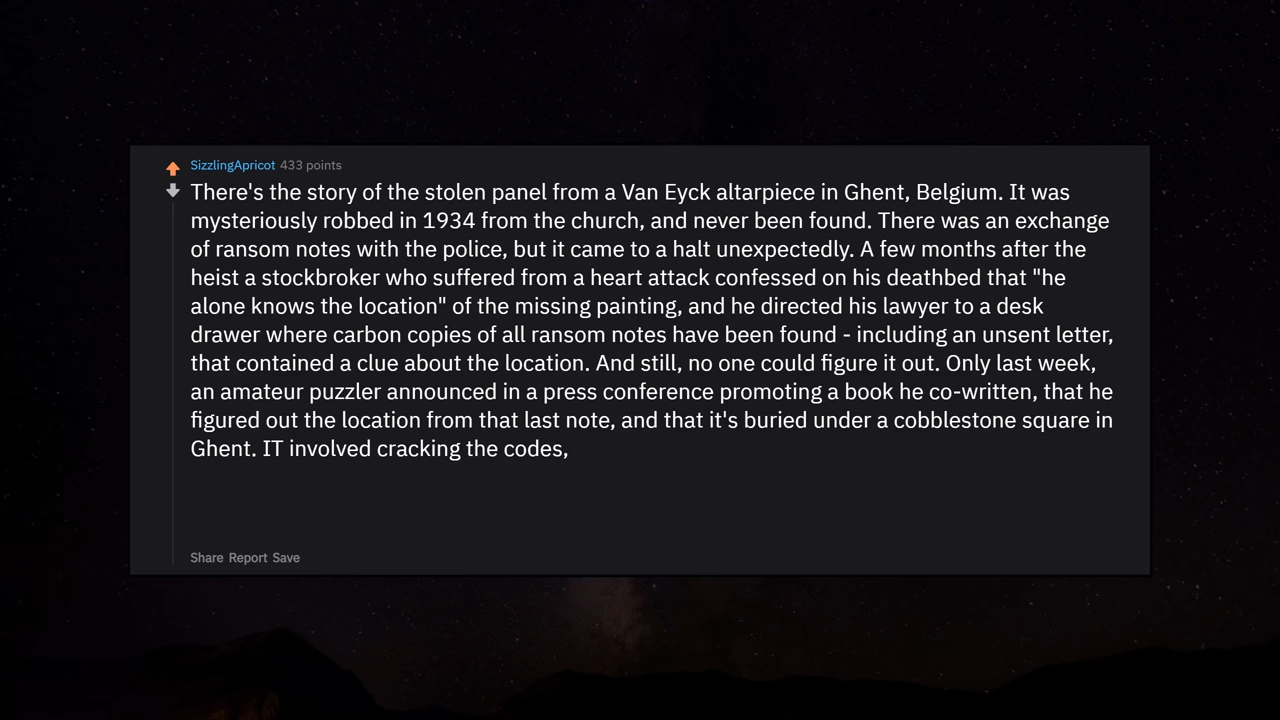 SizzlingApricot 433 points
There's the story of the stolen panel from a Van Eyck altarpiece in Ghent, Belgium. It was
mysteriously robbed in 1934 from the church, and never been found. There was an exchange
of ransom notes with the police, but it came to a halt unexpectedly. A few months after the
heist a stockbroker who suffered from a heart attack confessed on his deathbed that "he
alone knows the location" of the missing painting, and he directed his lawyer to a desk
drawer where carbon copies of all ransom notes have been found - including an unsent letter,
that contained a clue about the location. And still, no one could figure it out. Only last week,
an amateur puzzler announced in a press conference promoting a book he co-written, that he
figured out the location from that last note, and that it's buried under a cobblestone square in
Ghent. IT involved cracking the codes,
Share Report Save